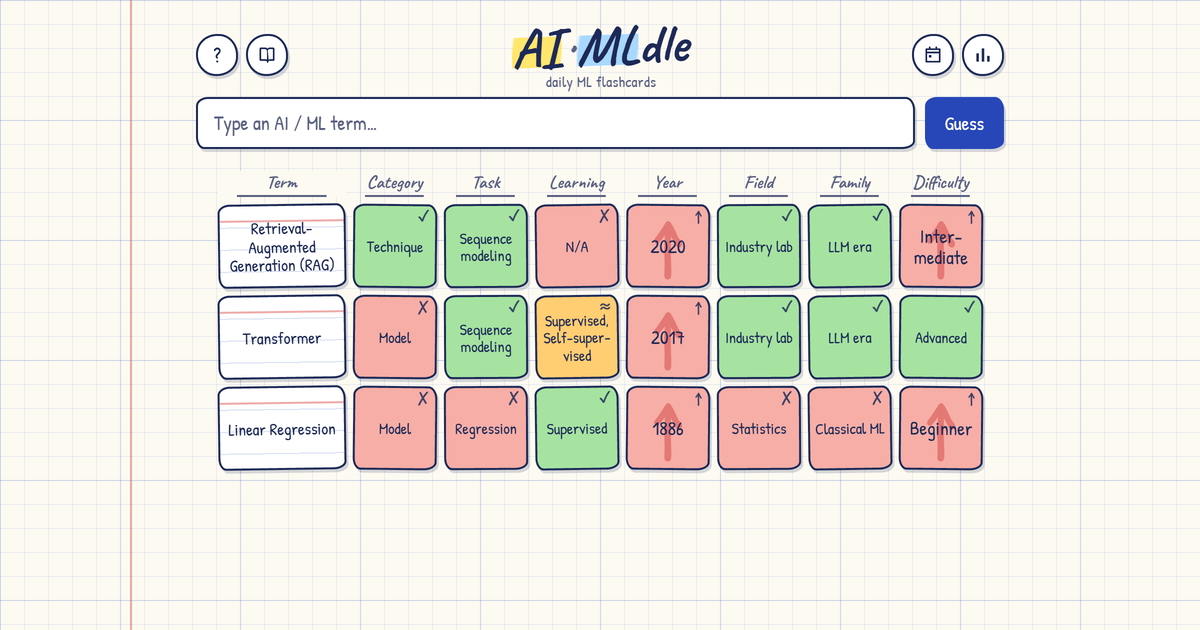 ?
AI·MLdle
daily ML flashcards
Type an AI / ML term...
Guess
Term Category Task Learning Year Field Family Difficulty
Retrieval-
Augmented
Generation (RAG)
Technique ✓
Sequence
modeling ✓
N/A ✗
2020 ↑
Industry lab ✓
LLM era ✓
Inter-
mediate ↑
Transformer
Model ✗
Sequence
modeling ✓
Supervised,
Self-super-
vised ≈
2017 ↑
Industry lab ✓
LLM era ✓
Advanced ✓
Linear Regression
Model ✗
Regression ✗
Supervised ✓
1886 ↑
Statistics ✗
Classical ML ✗
Beginner ↑